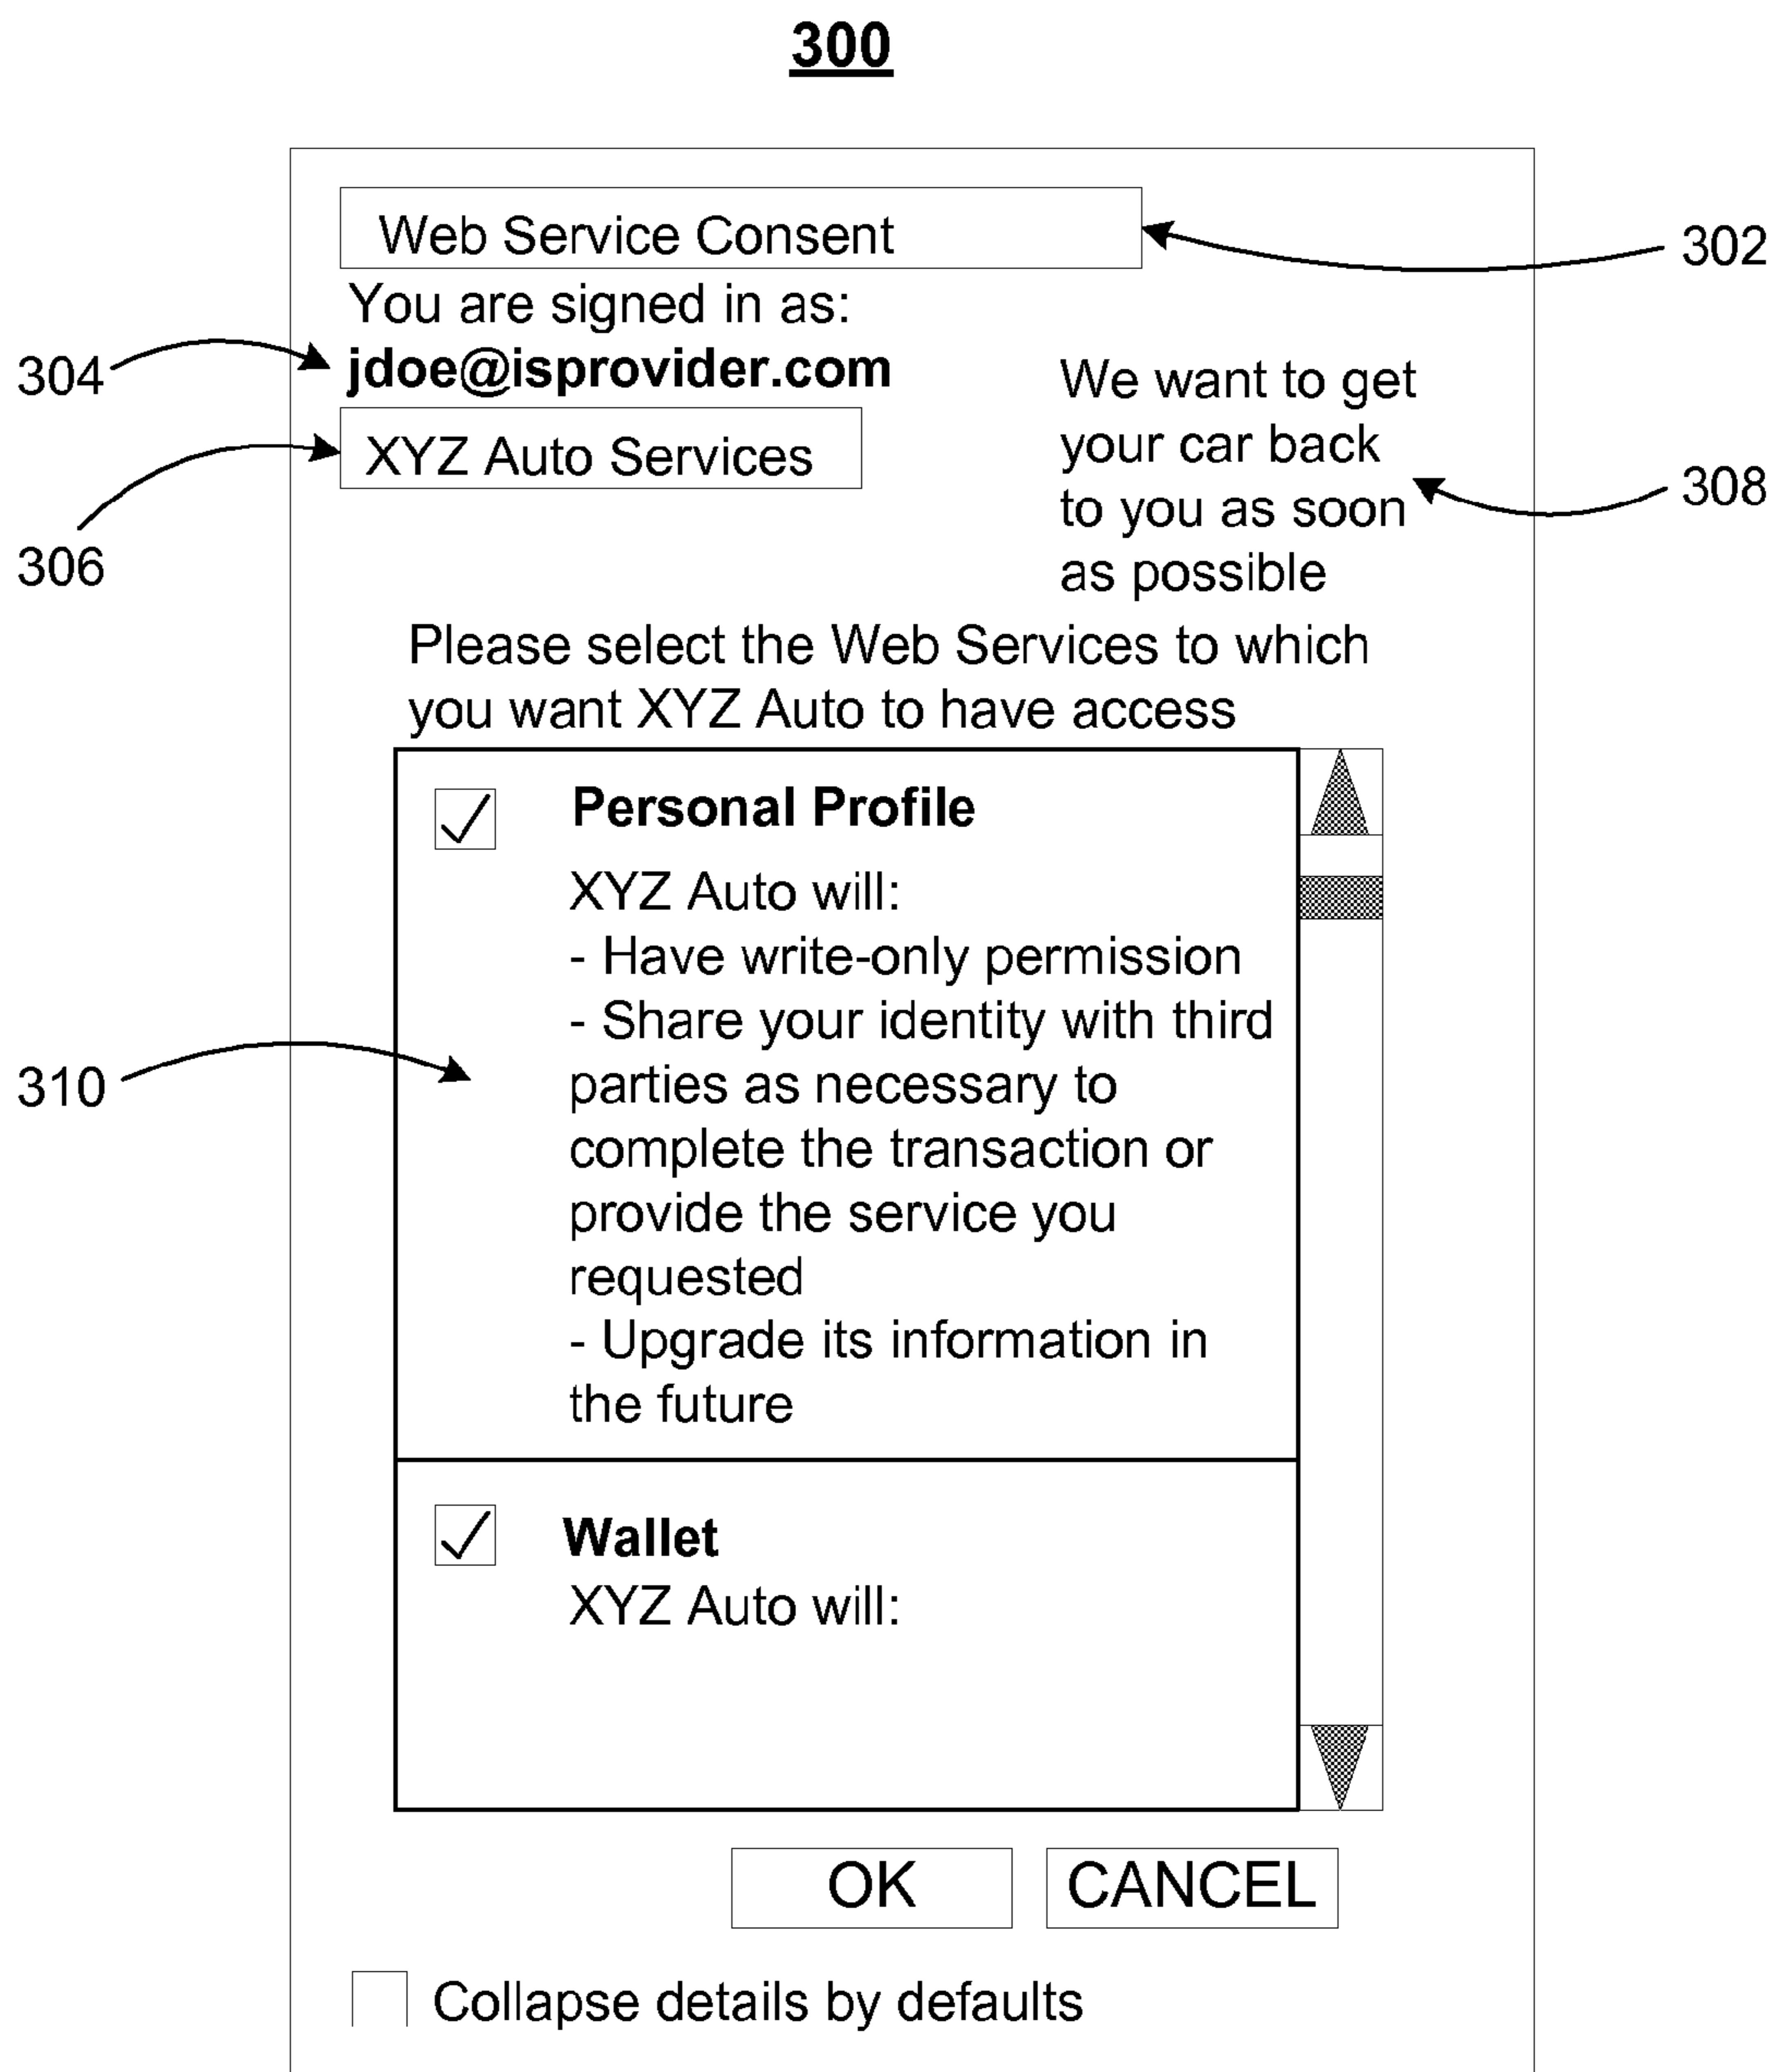 300
Web Service Consent
302
You are signed in as:
304
jdoe@isprovider.com
XYZ Auto Services
306
We want to get
your car back
to you as soon
as possible
308
Please select the Web Services to which
you want XYZ Auto to have access
Personal Profile
XYZ Auto will:
- Have write-only permission
- Share your identity with third
parties as necessary to
complete the transaction or
provide the service you
requested
- Upgrade its information in
the future
310
Wallet
XYZ Auto will:
OK
CANCEL
Collapse details by defaults